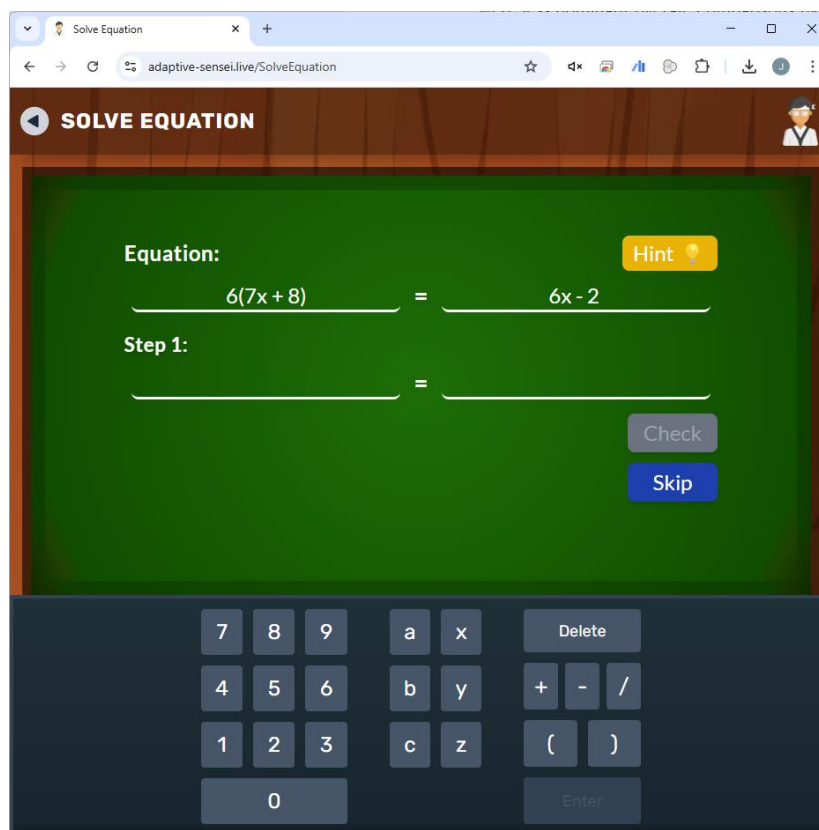 Solve Equation
adaptive-sensei.live/SolveEquation
J
SOLVE EQUATION
Equation:
Hint
6(7x + 8) = 6x - 2
Step 1:
=
Check
Skip
7 8 9 a x Delete
4 5 6 b y + - /
1 2 3 c z ( )
0 Enter